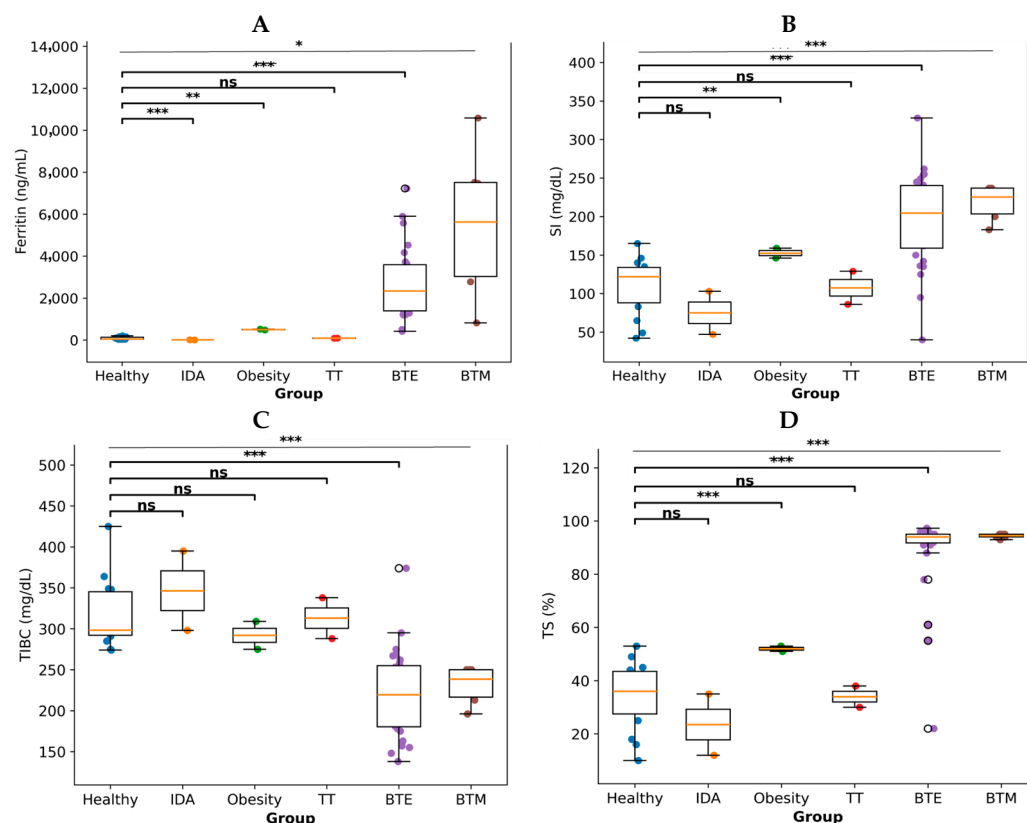 A
*
***
ns
**
***
14,000
12,000
10,000
8,000
6,000
4,000
2,000
0
Ferritin (ng/mL)
Healthy IDA Obesity TT BTE BTM
Group
B
***
***
ns
**
ns
400
350
300
250
200
150
100
50
SI (mg/dL)
Healthy IDA Obesity TT BTE BTM
Group
C
***
***
ns
ns
ns
500
450
400
350
300
250
200
150
TIBC (mg/dL)
Healthy IDA Obesity TT BTE BTM
Group
D
***
***
ns
***
ns
120
100
80
60
40
20
TS (%)
Healthy IDA Obesity TT BTE BTM
Group